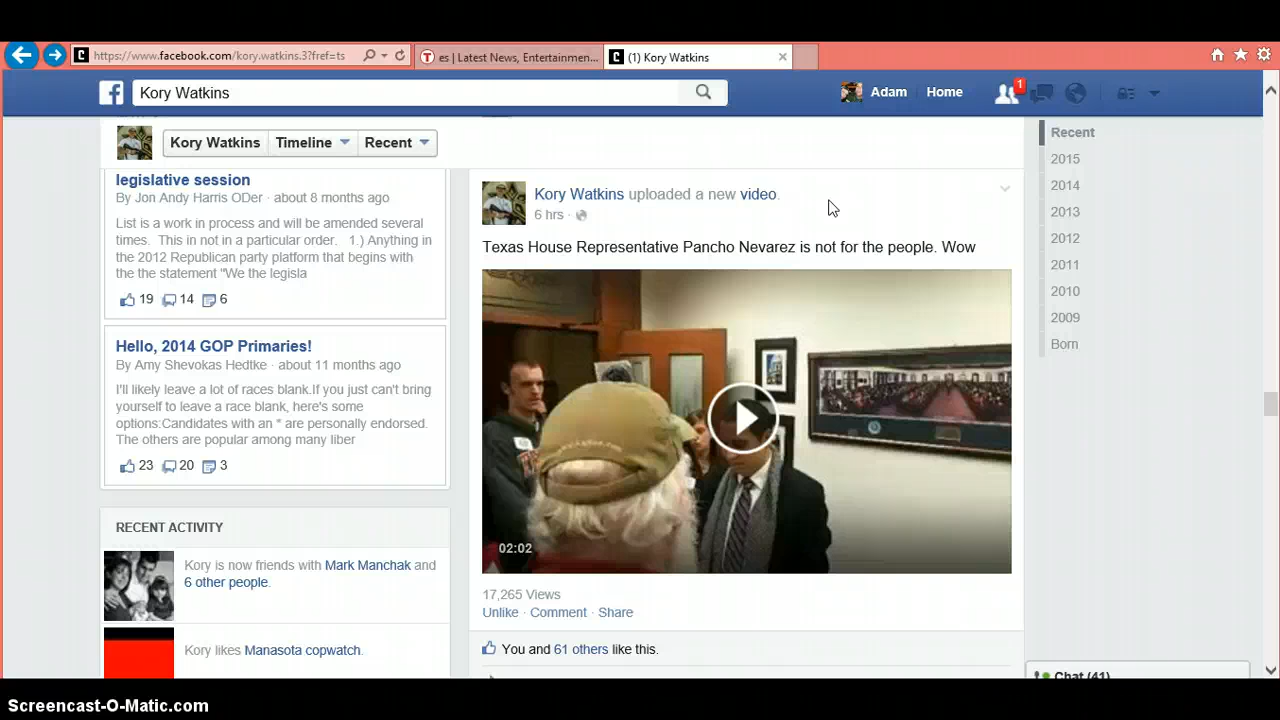 https://www.facebook.com/kory.watkins.3?fref=ts
es | Latest News, Entertainmen...
(1) Kory Watkins
Kory Watkins
Adam
Home
1
Kory Watkins
Timeline
Recent
legislative session
By Jon Andy Harris ODer · about 8 months ago
List is a work in process and will be amended several
times. This in not in a particular order. 1.) Anything in
the 2012 Republican party platform that begins with
the the statement "We the legisla
19 14 6
Hello, 2014 GOP Primaries!
By Amy Shevokas Hedtke · about 11 months ago
I'll likely leave a lot of races blank.If you just can't bring
yourself to leave a race blank, here's some
options:Candidates with an * are personally endorsed.
The others are popular among many liber
23 20 3
RECENT ACTIVITY
Kory is now friends with Mark Manchak and
6 other people.
Kory likes Manasota copwatch.
Kory Watkins uploaded a new video.
6 hrs ·
Texas House Representative Pancho Nevarez is not for the people. Wow
02:02
17,265 Views
Unlike · Comment · Share
You and 61 others like this.
Recent
2015
2014
2013
2012
2011
2010
2009
Born
Chat (41)
Screencast-O-Matic.com